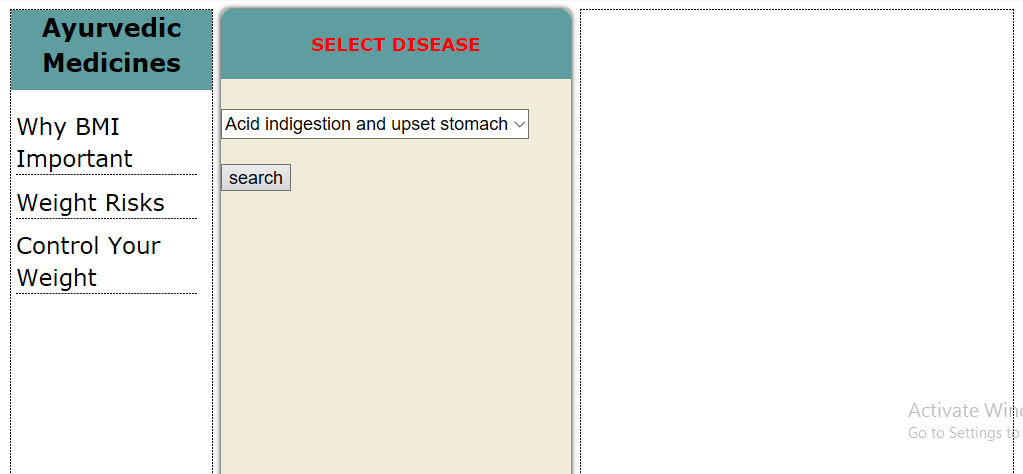 Ayurvedic
Medicines
Why BMI
Important
Weight Risks
Control Your
Weight
SELECT DISEASE
Acid indigestion and upset stomach
search
Activate Win
Go to Settings to